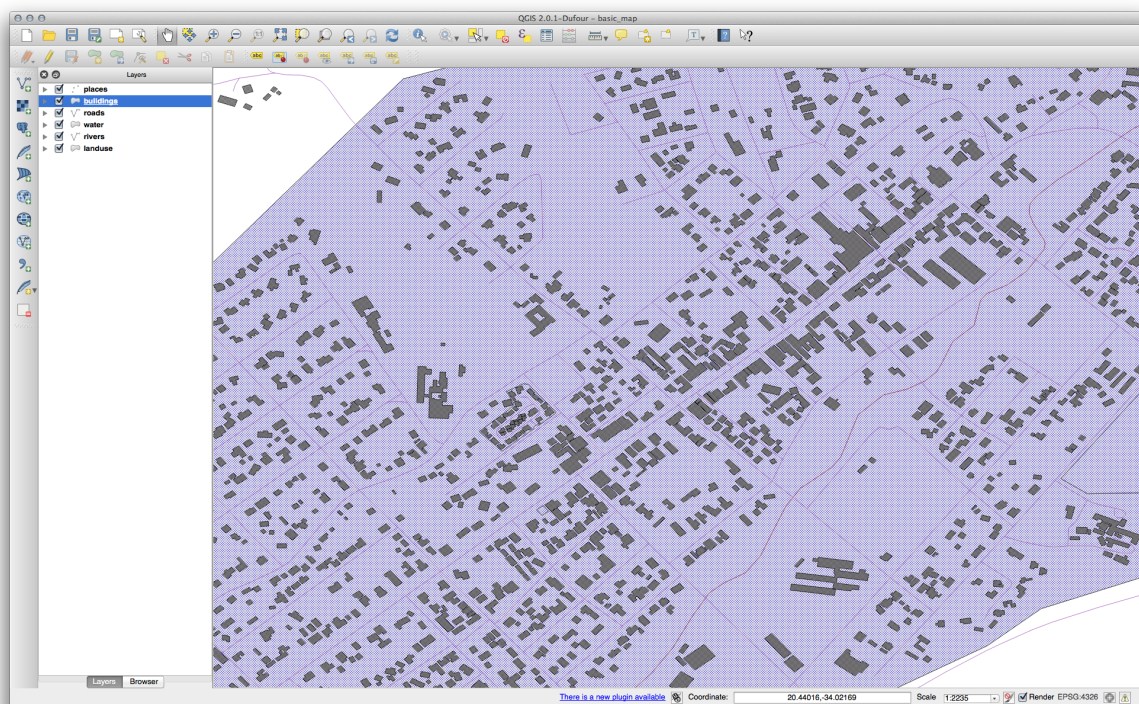 QGIS 2.0.1-Dufour - basic_map
Layers
places
buildings
roads
water
rivers
landuse
Layers
Browser
There is a new plugin available
Coordinate:
20.44016,-34.02169
Scale
1:2235
Render
EPSG:4326